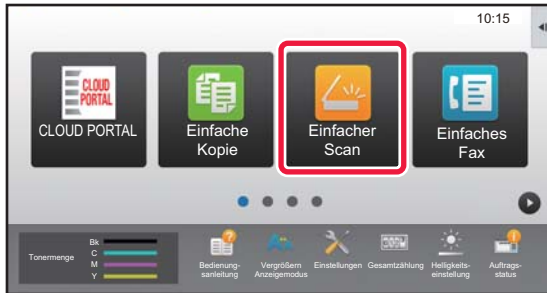 10:15
CLOUD
PORTAL
CLOUD PORTAL
Einfache
Kopie
Einfacher
Scan
Einfaches
Fax
Tonermenge
Bk
C
M
Y
Bedienung-
sanleitung
Vergrößern
Anzeigemodus
Einstellungen
Gesamtzählung
Helligkeits-
einstellung
Auftrags-
status